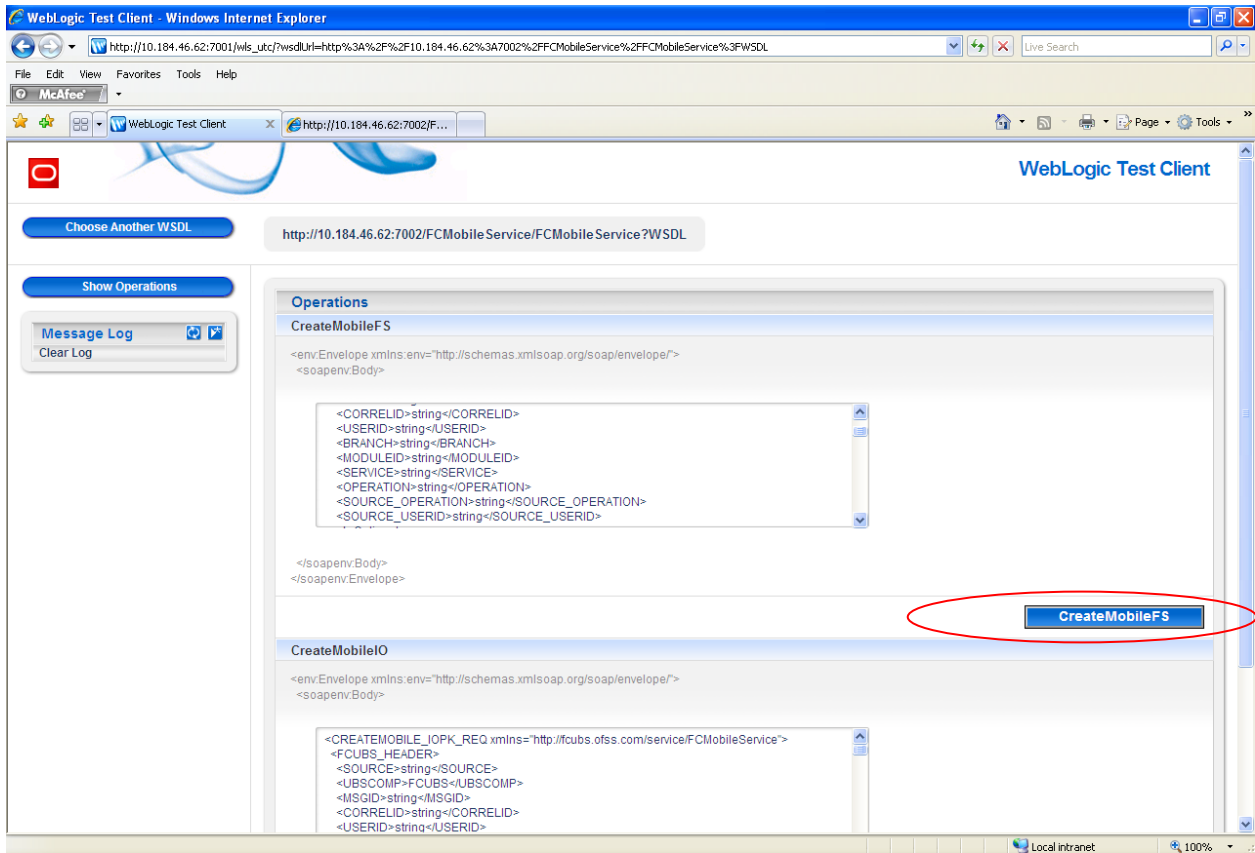 WebLogic Test Client - Windows Internet Explorer
http://10.184.46.62:7001/wls_utc/?wsdlUrl=http%3A%2F%2F10.184.46.62%3A7002%2FFCMobileService%2FFCMobileService%3FWSDL
Live Search
File Edit View Favorites Tools Help
McAfee
WebLogic Test Client
http://10.184.46.62:7002/F...
Page
Tools
WebLogic Test Client
Choose Another WSDL
http://10.184.46.62:7002/FCMobileService/FCMobileService?WSDL
Show Operations
Message Log
Clear Log
Operations
CreateMobileFS
<env:Envelope xmlns:env="http://schemas.xmlsoap.org/soap/envelope/">
<soapenv:Body>
<CORRELID>string</CORRELID>
<USERID>string</USERID>
<BRANCH>string</BRANCH>
<MODULEID>string</MODULEID>
<SERVICE>string</SERVICE>
<OPERATION>string</OPERATION>
<SOURCE_OPERATION>string</SOURCE_OPERATION>
<SOURCE_USERID>string</SOURCE_USERID>
</soapenv:Body>
</soapenv:Envelope>
CreateMobileFS
CreateMobileIO
<env:Envelope xmlns:env="http://schemas.xmlsoap.org/soap/envelope/">
<soapenv:Body>
<CREATEMOBILE_IOPK_REQ xmlns="http://fcubs.ofss.com/service/FCMobileService">
<FCUBS_HEADER>
<SOURCE>string</SOURCE>
<UBSCOMP>FCUBS</UBSCOMP>
<MSGID>string</MSGID>
<CORRELID>string</CORRELID>
<USERID>string</USERID>
Local intranet
100%